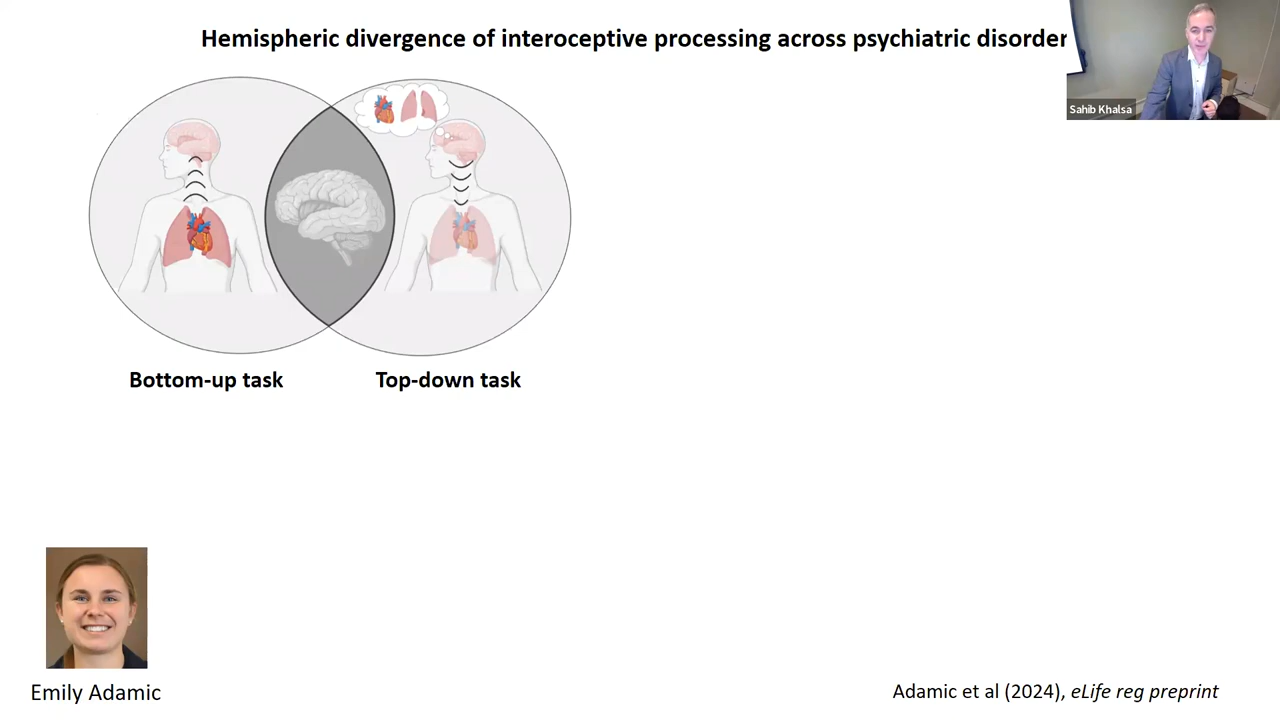 Hemispheric divergence of interoceptive processing across psychiatric disorder
Sahib Khalsa
Bottom-up task
Top-down task
Emily Adamic
Adamic et al (2024), eLife reg preprint